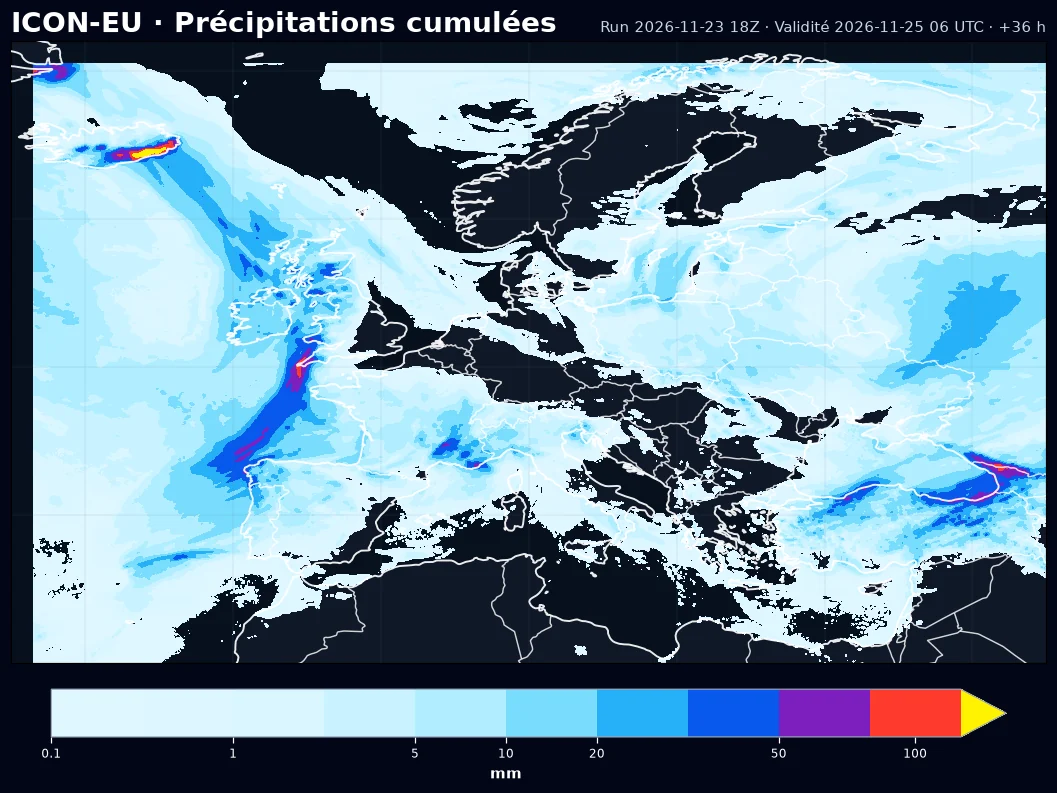 ICON-EU · Précipitations cumulées
Run 2026-11-23 18Z · Validité 2026-11-25 06 UTC · +36 h
0.1 1 5 10 20 50 100
mm